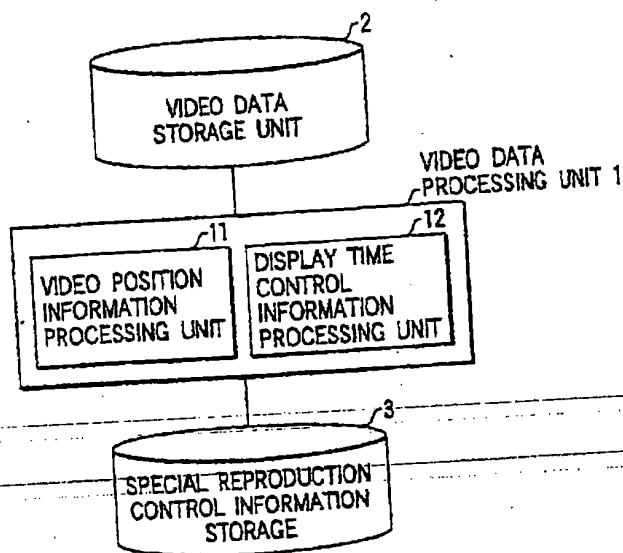 2
VIDEO DATA
STORAGE UNIT
VIDEO DATA
PROCESSING UNIT 1
11
12
VIDEO POSITION
INFORMATION
PROCESSING UNIT
DISPLAY TIME
CONTROL
INFORMATION
PROCESSING UNIT
3
SPECIAL REPRODUCTION
CONTROL INFORMATION
STORAGE